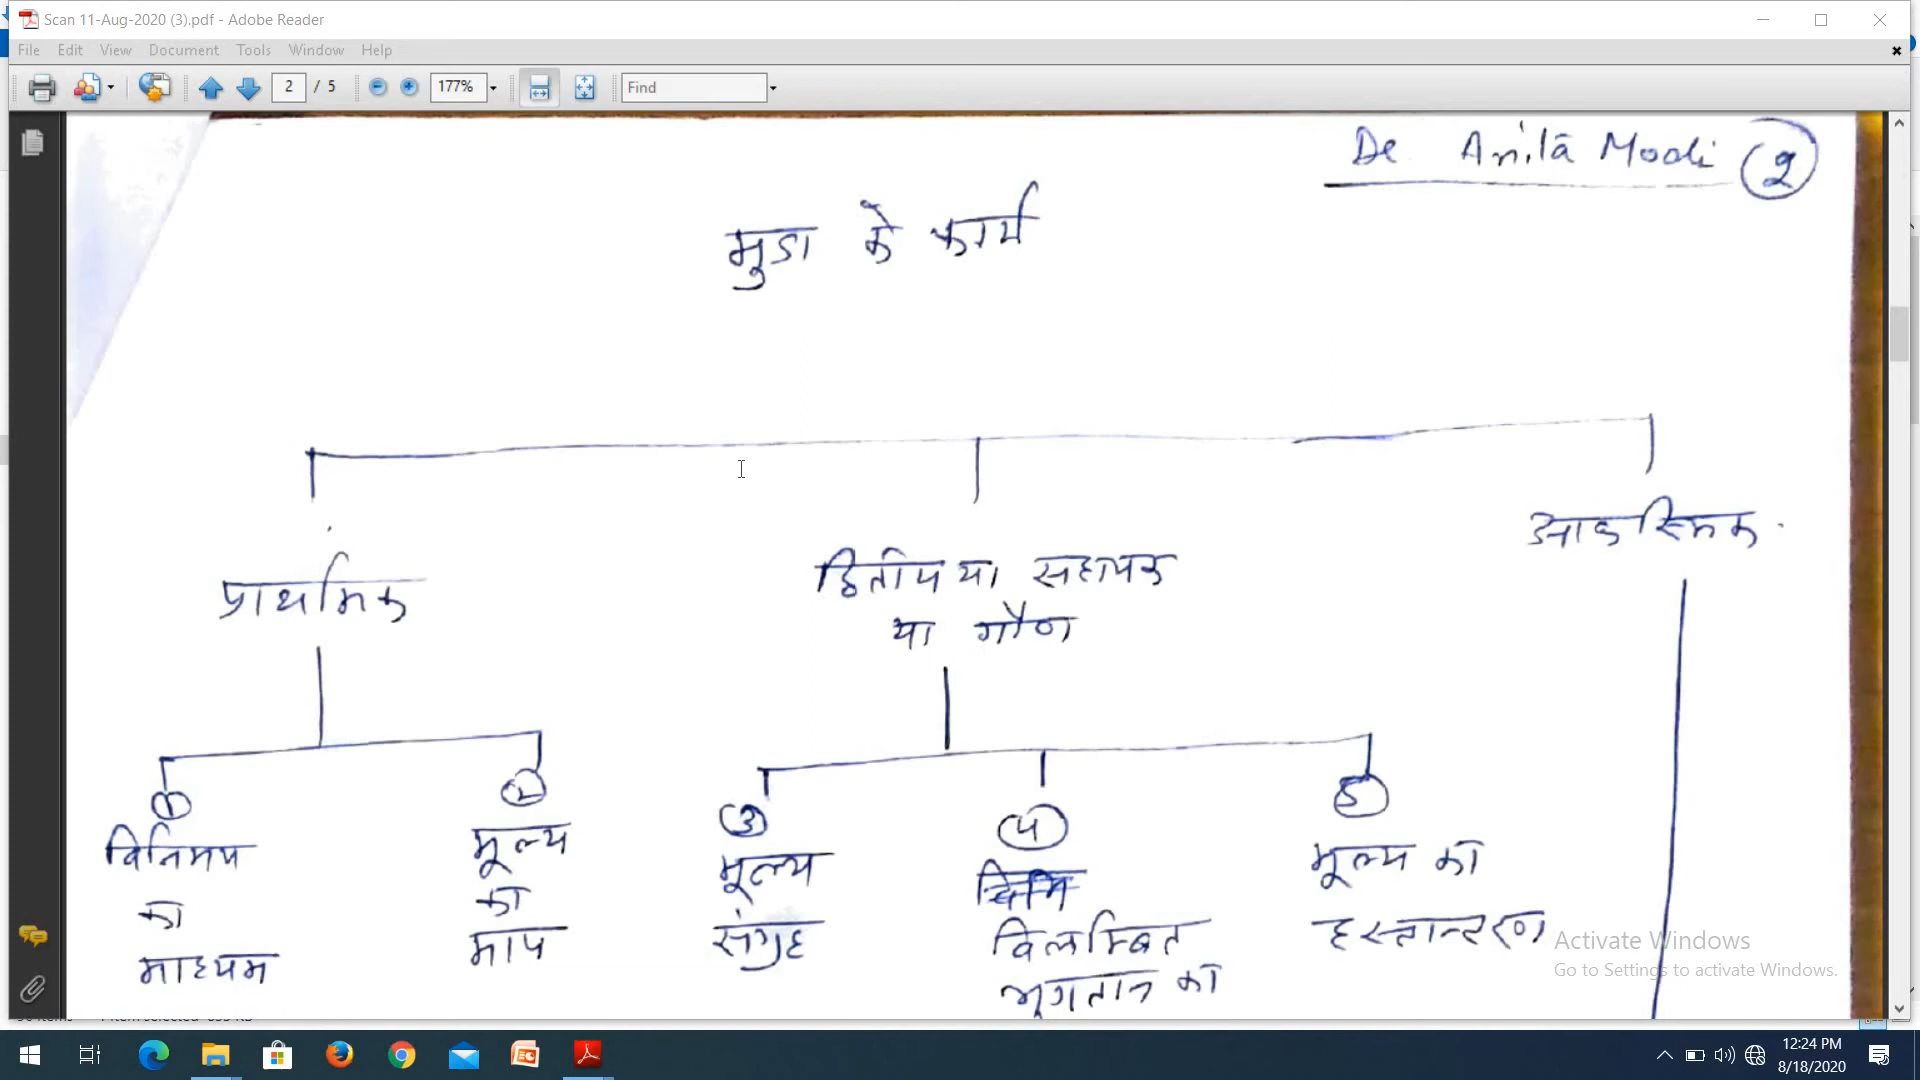 Scan 11-Aug-2020 (3).pdf - Adobe Reader
File Edit View Document Tools Window Help
2 / 5 177% Find
Dr Anita Modi 2
मुद्रा के कार्य
प्राथमिक
द्वितीय या सहायक
या गौण
आकस्मिक
1
विनिमय
का
माध्यम
2
मूल्य
का
माप
3
मूल्य
संग्रह
4
विलम्बित
भुगतान का
5
मूल्य का
हस्तान्तरण
Activate Windows
Go to Settings to activate Windows.
12:24 PM
8/18/2020